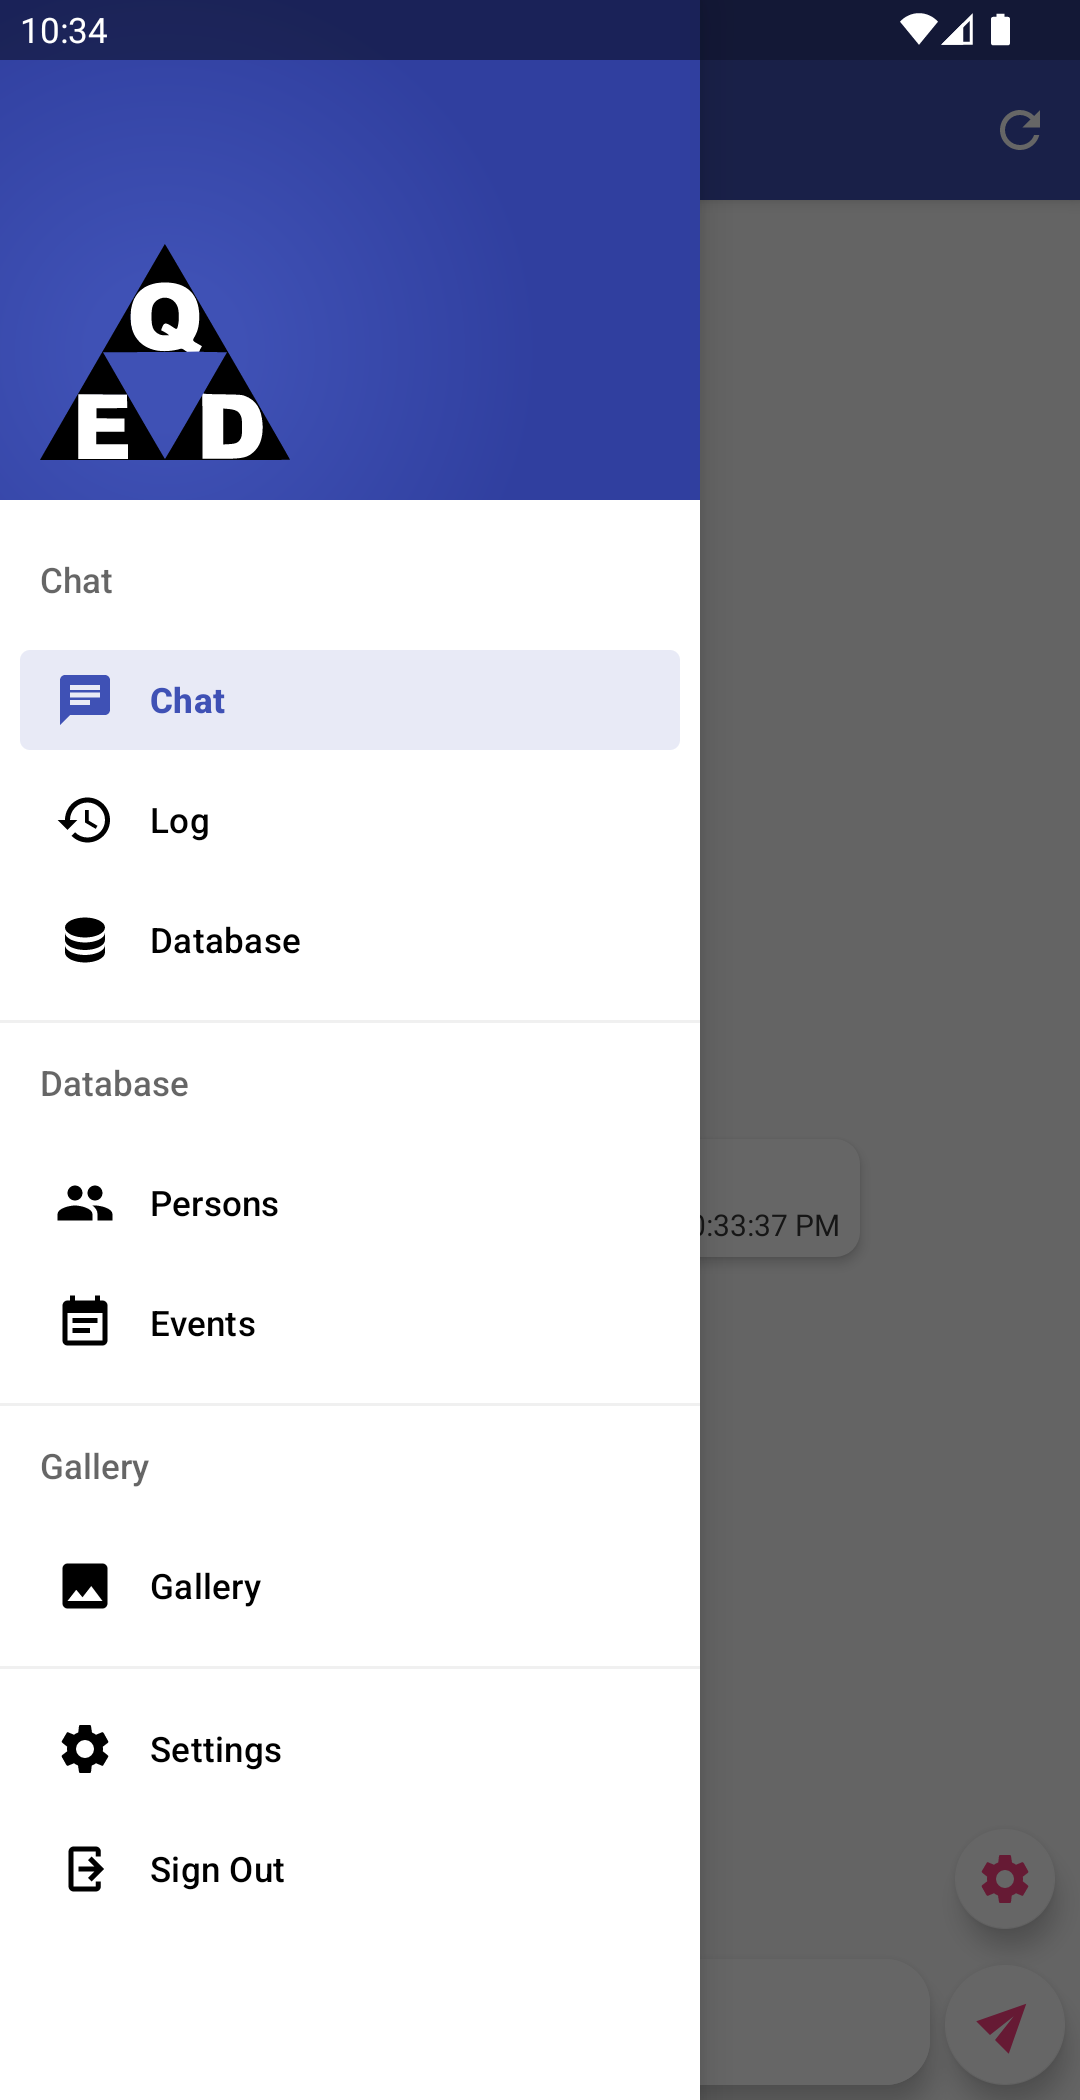 10:34
Q
E D
Chat
Chat
Log
Database
Database
Persons
:33:37 PM
Events
Gallery
Gallery
Settings
Sign Out